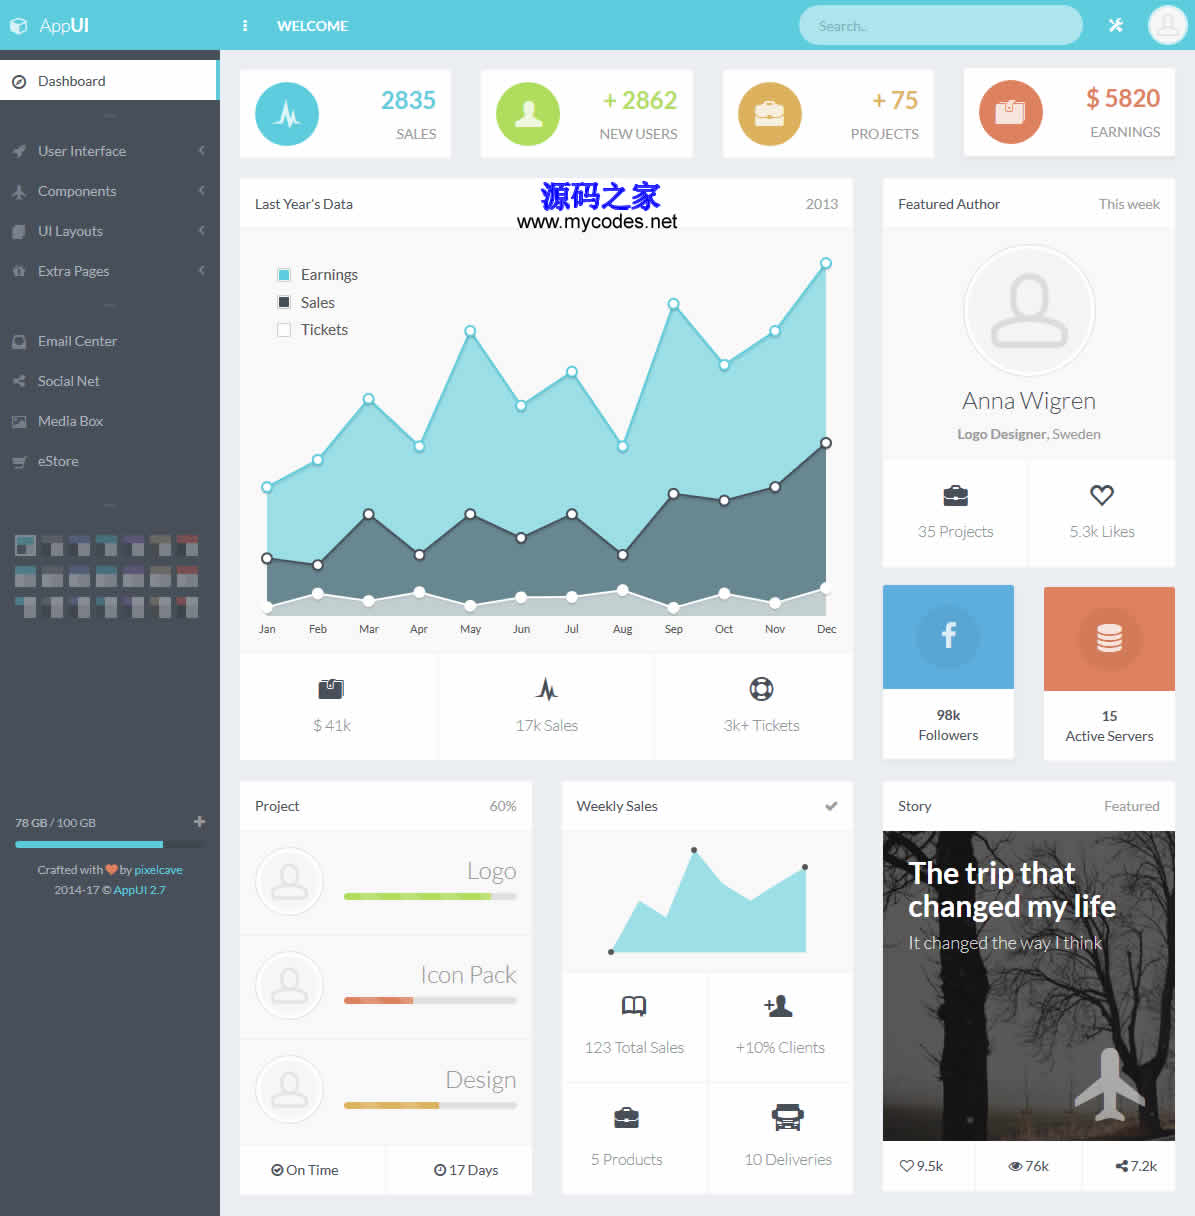 AppUI
WELCOME
Search..
Dashboard
User Interface
Components
UI Layouts
Extra Pages
Email Center
Social Net
Media Box
eStore
78 GB / 100 GB
Crafted with by pixelcave
2014-17 © AppUI 2.7
2835
SALES
+ 2862
NEW USERS
+ 75
PROJECTS
$ 5820
EARNINGS
Last Year's Data
2013
源码之家
www.mycodes.net
Earnings
Sales
Tickets
Jan Feb Mar Apr May Jun Jul Aug Sep Oct Nov Dec
$ 41k
17k Sales
3k+ Tickets
Featured Author
This week
Anna Wigren
Logo Designer, Sweden
35 Projects
5.3k Likes
98k
Followers
15
Active Servers
Project
60%
Logo
Icon Pack
Design
On Time
17 Days
Weekly Sales
123 Total Sales
+10% Clients
5 Products
10 Deliveries
Story
Featured
The trip that
changed my life
It changed the way I think
9.5k
76k
7.2k